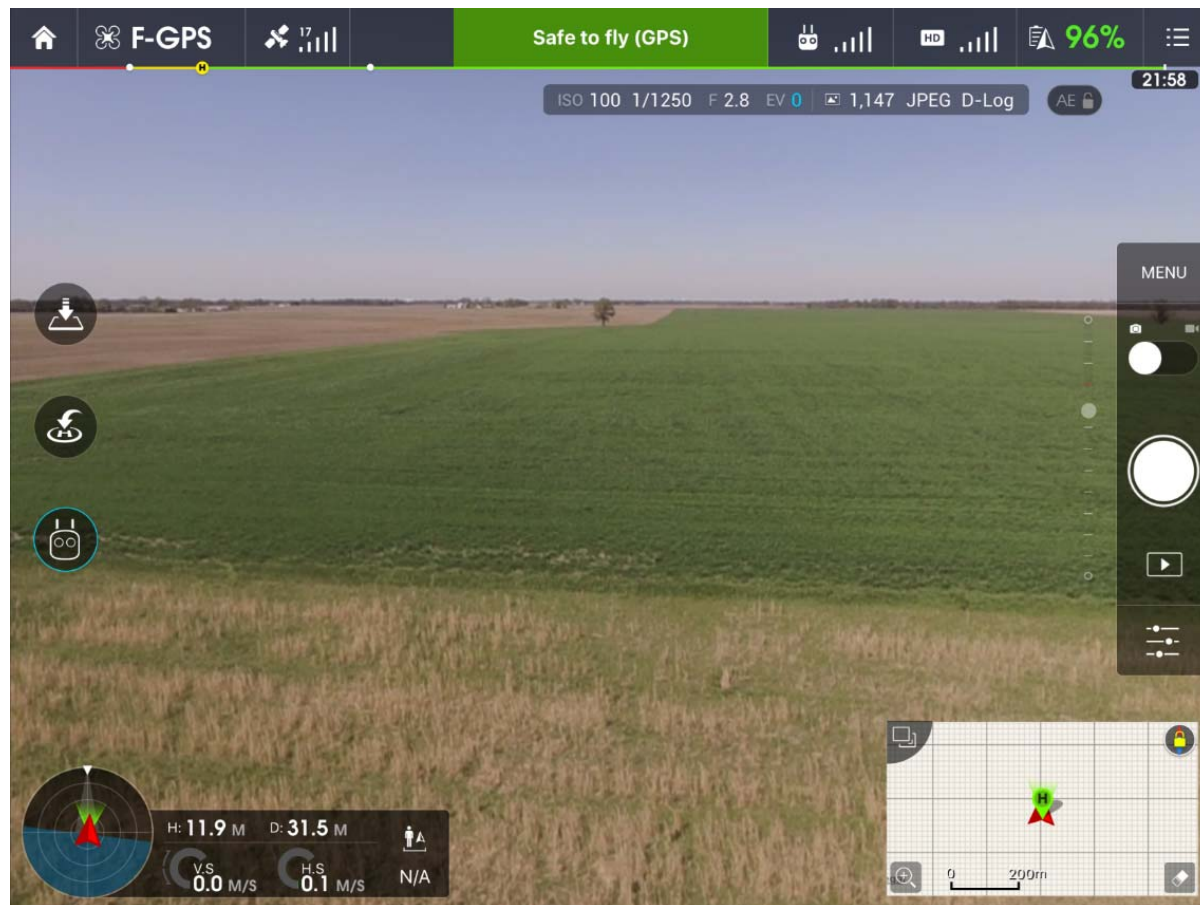 F-GPS 17 Safe to fly (GPS) HD 96%
H
21:58
ISO 100 1/1250 F 2.8 EV 0 1,147 JPEG D-Log AE
MENU
H
H: 11.9 M D: 31.5 M
V.S 0.0 M/S H.S 0.1 M/S N/A
0 200m